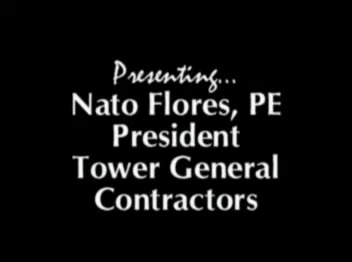 Presenting...
Nato Flores, PE
President
Tower General
Contractors